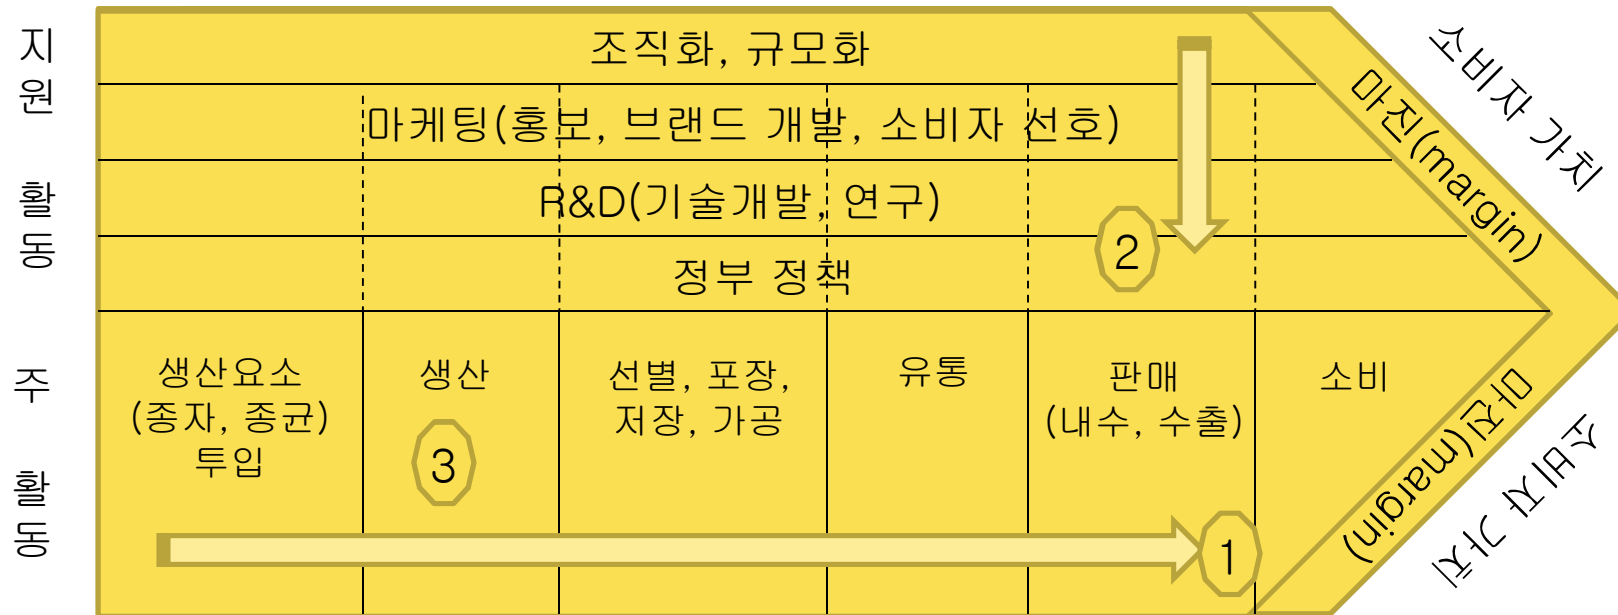 지원 활동
조직화, 규모화
마케팅(홍보, 브랜드 개발, 소비자 선호)
R&D(기술개발, 연구)
정부 정책
②
마진(margin)
소비자 가치
주 활동
생산요소
(종자, 종균)
투입
생산
③
선별, 포장,
저장, 가공
유통
판매
(내수, 수출)
소비
①
마진(margin)
소비자 가치